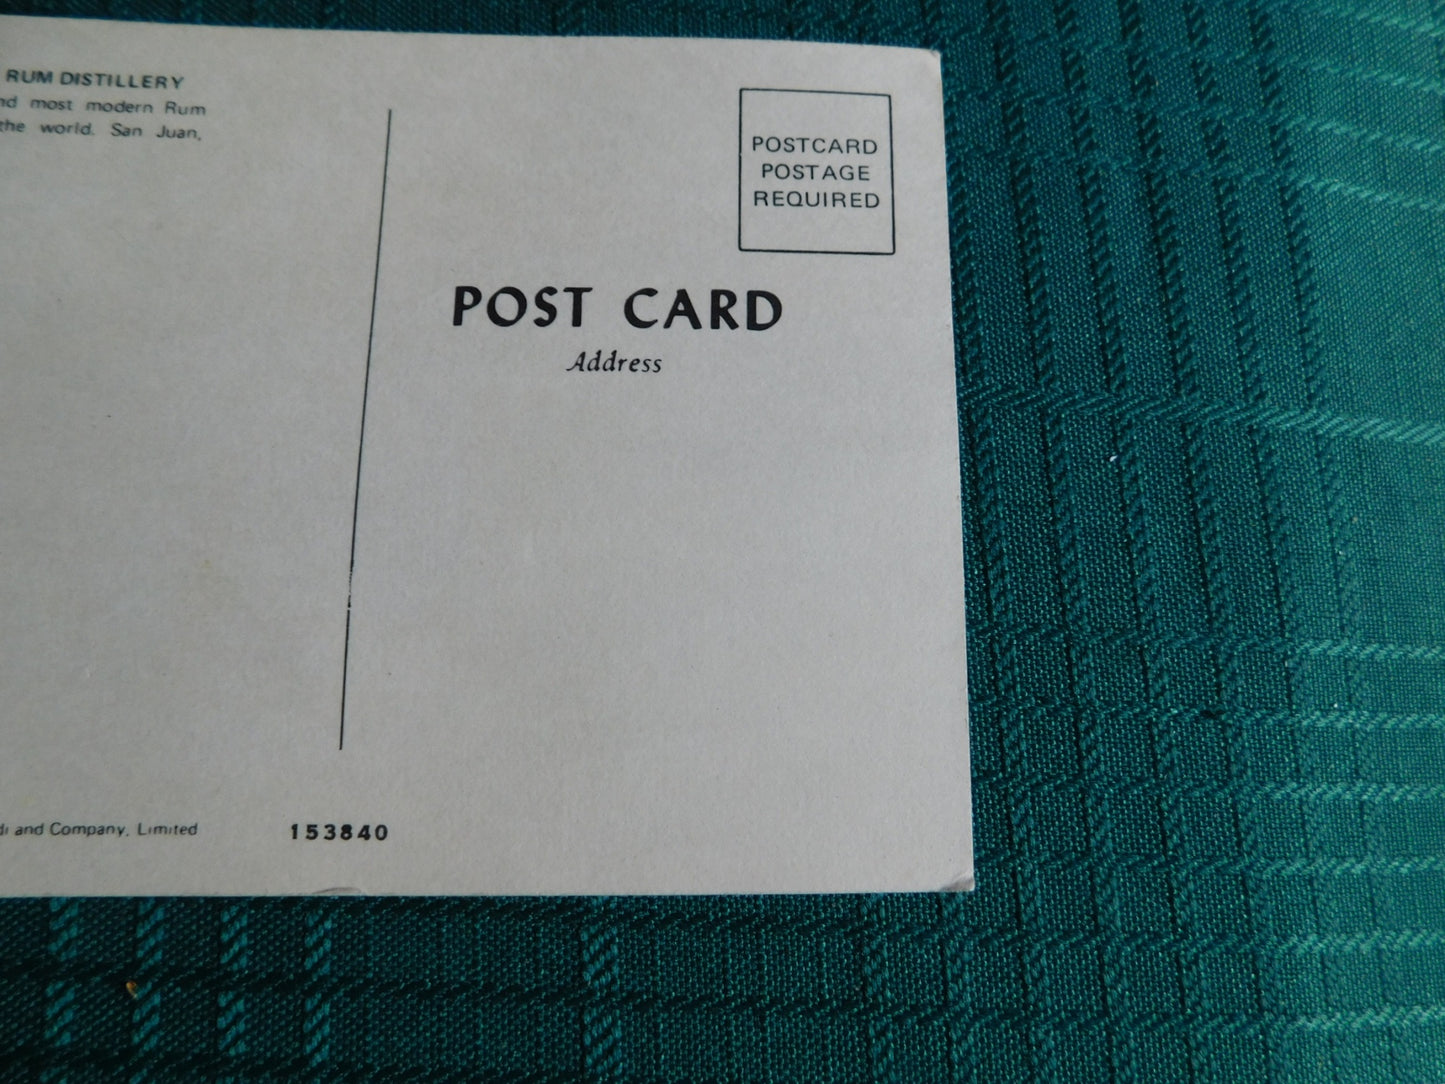 RUM DISTILLERY
most modern Rum
the world. San Juan,
POSTCARD
POSTAGE
REQUIRED
POST CARD
Address
and Company, Limited
153840